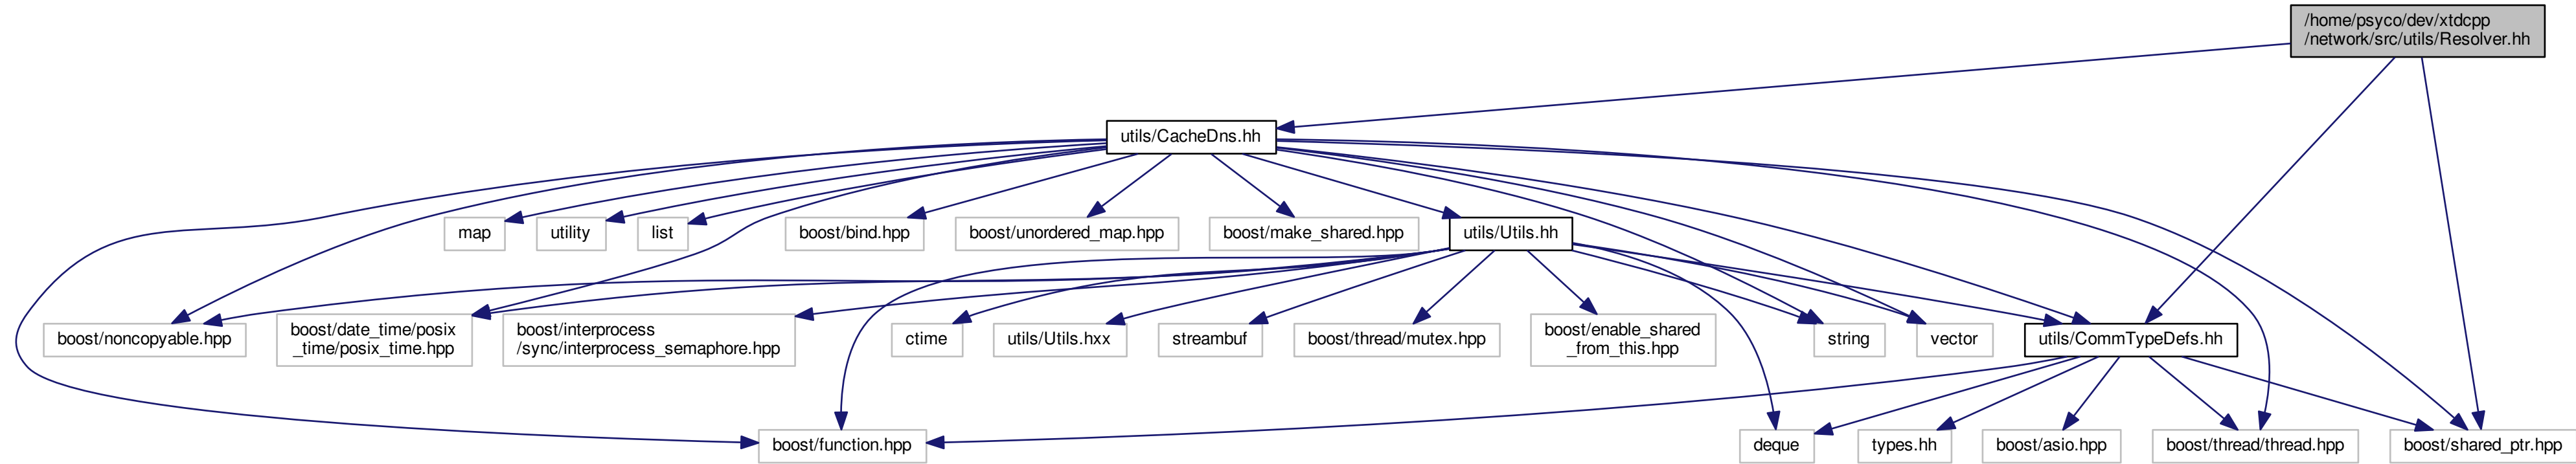 /home/psyco/dev/xtdcpp
/network/src/utils/Resolver.hh
utils/CacheDns.hh
map
utility
list
boost/bind.hpp
boost/unordered_map.hpp
boost/make_shared.hpp
utils/Utils.hh
boost/noncopyable.hpp
boost/date_time/posix
_time/posix_time.hpp
boost/interprocess
/sync/interprocess_semaphore.hpp
ctime
utils/Utils.hxx
streambuf
boost/thread/mutex.hpp
boost/enable_shared
_from_this.hpp
string
vector
utils/CommTypeDefs.hh
boost/function.hpp
deque
types.hh
boost/asio.hpp
boost/thread/thread.hpp
boost/shared_ptr.hpp